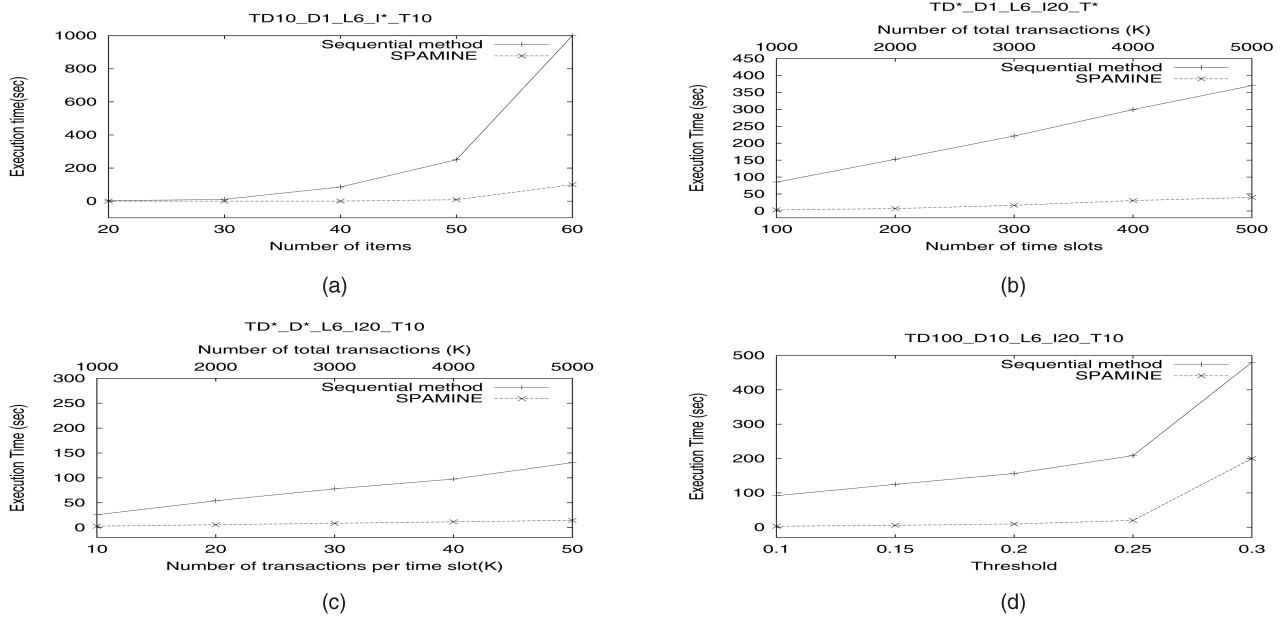 TD10_D1_L6_I*_T10
Execution time(sec)
1000
800
600
400
200
0
Sequential method
SPAMINE
20 30 40 50 60
Number of items
(a)
TD*_D1_L6_I20_T*
Number of total transactions (K)
1000 2000 3000 4000 5000
Execution Time (sec)
450
400
350
300
250
200
150
100
50
0
Sequential method
SPAMINE
100 200 300 400 500
Number of time slots
(b)
TD*_D*_L6_I20_T10
Number of total transactions (K)
1000 2000 3000 4000 5000
Execution Time (sec)
300
250
200
150
100
50
0
Sequential method
SPAMINE
10 20 30 40 50
Number of transactions per time slot(K)
(c)
TD100_D10_L6_I20_T10
Execution Time (sec)
500
400
300
200
100
0
Sequential method
SPAMINE
0.1 0.15 0.2 0.25 0.3
Threshold
(d)